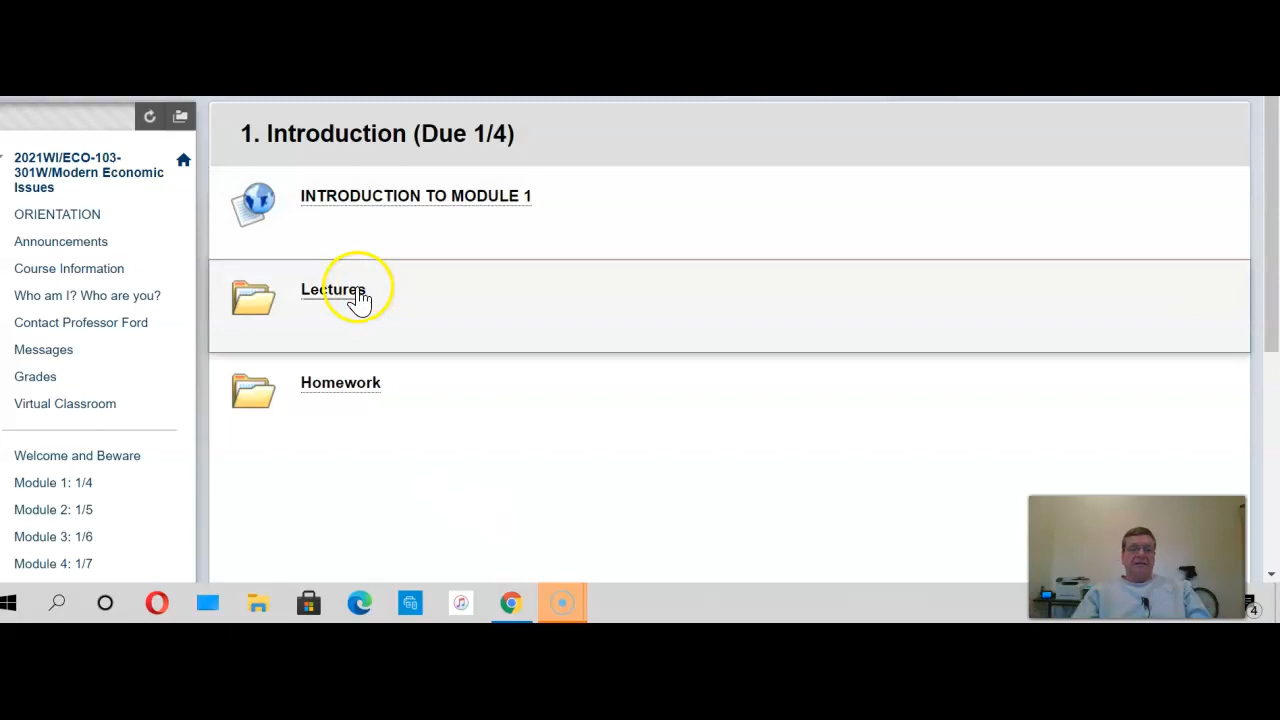 1. Introduction (Due 1/4)
2021WI/ECO-103-
301W/Modern Economic
Issues
ORIENTATION
Announcements
Course Information
Who am I? Who are you?
Contact Professor Ford
Messages
Grades
Virtual Classroom
Welcome and Beware
Module 1: 1/4
Module 2: 1/5
Module 3: 1/6
Module 4: 1/7
INTRODUCTION TO MODULE 1
Lectures
Homework
4